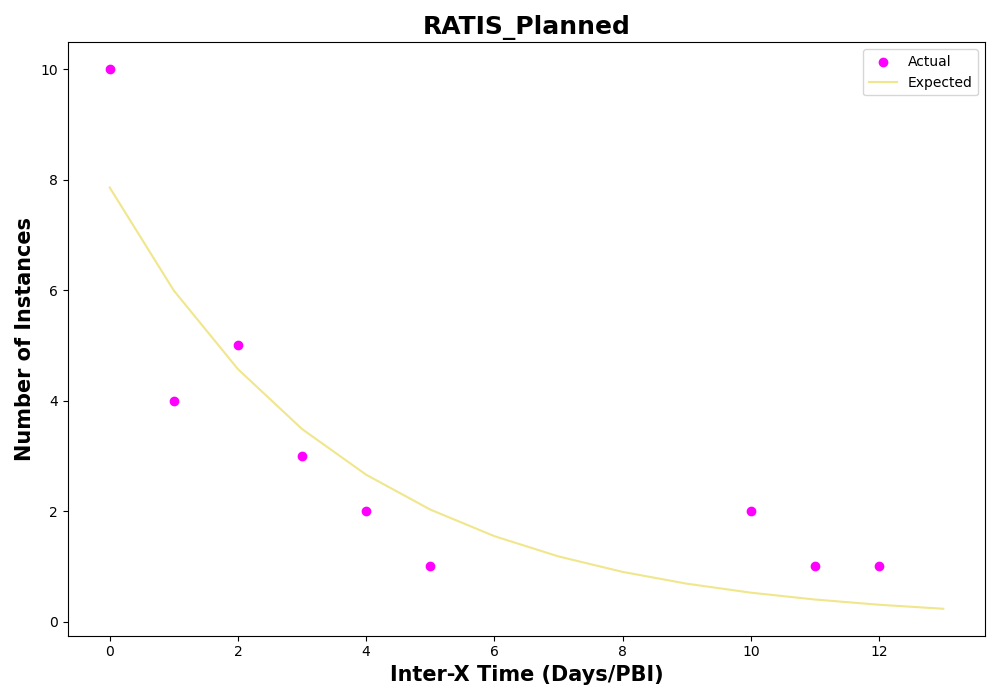 RATIS_Planned
Actual
Expected
Number of Instances
10
8
6
4
2
0
0 2 4 6 8 10 12
Inter-X Time (Days/PBI)